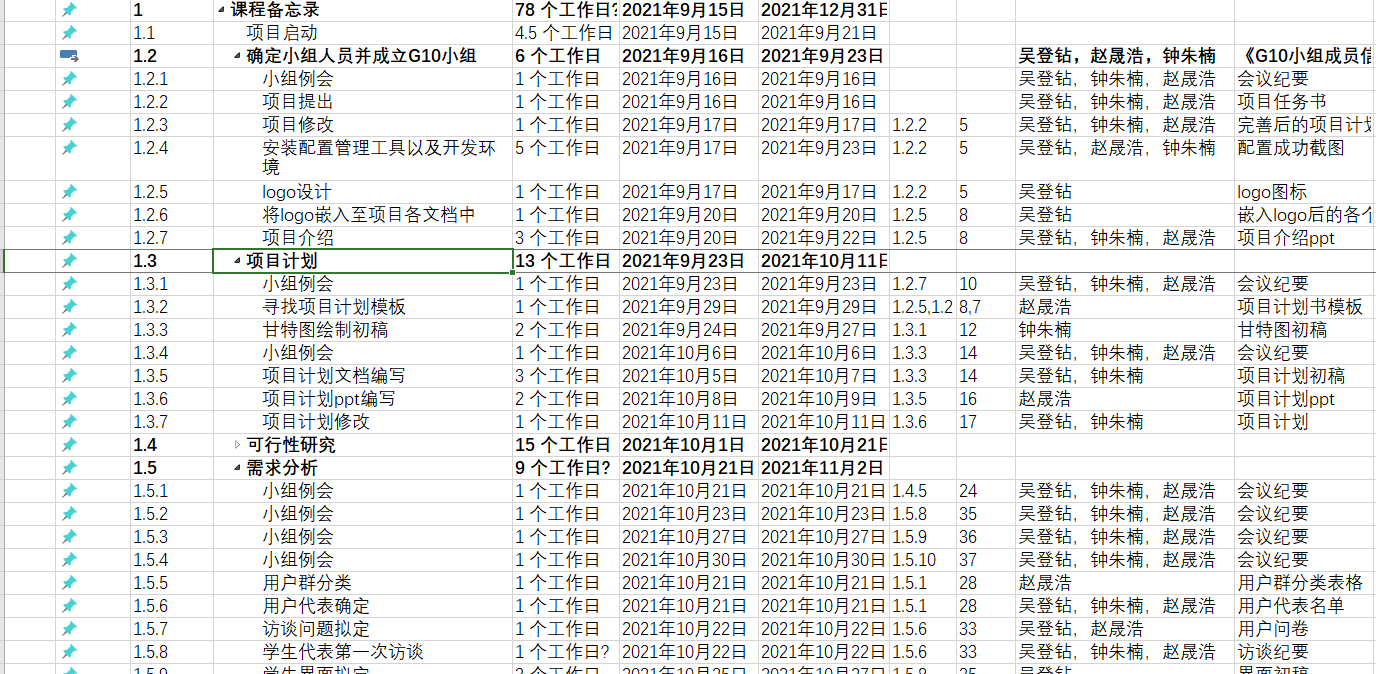 1 课程备忘录 78 个工作日? 2021年9月15日 2021年12月31日
1.1 项目启动 4.5 个工作日 2021年9月15日 2021年9月21日
1.2 确定小组人员并成立G10小组 6 个工作日 2021年9月16日 2021年9月23日 吴登钻，赵晟浩，钟朱楠 《G10小组成员信
1.2.1 小组例会 1 个工作日 2021年9月16日 2021年9月16日 吴登钻，钟朱楠，赵晟浩 会议纪要
1.2.2 项目提出 1 个工作日 2021年9月16日 2021年9月16日 吴登钻，钟朱楠，赵晟浩 项目任务书
1.2.3 项目修改 1 个工作日 2021年9月17日 2021年9月17日 1.2.2 5 吴登钻，钟朱楠，赵晟浩 完善后的项目计划
1.2.4 安装配置管理工具以及开发环 5 个工作日 2021年9月17日 2021年9月23日 1.2.2 5 吴登钻，赵晟浩，钟朱楠 配置成功截图
境
1.2.5 logo设计 1 个工作日 2021年9月17日 2021年9月17日 1.2.2 5 吴登钻 logo图标
1.2.6 将logo嵌入至项目各文档中 1 个工作日 2021年9月20日 2021年9月20日 1.2.5 8 吴登钻 嵌入logo后的各个
1.2.7 项目介绍 3 个工作日 2021年9月20日 2021年9月22日 1.2.5 8 吴登钻，钟朱楠，赵晟浩 项目介绍ppt
1.3 项目计划 13 个工作日 2021年9月23日 2021年10月11日
1.3.1 小组例会 1 个工作日 2021年9月23日 2021年9月23日 1.2.7 10 吴登钻，钟朱楠，赵晟浩 会议纪要
1.3.2 寻找项目计划模板 1 个工作日 2021年9月29日 2021年9月29日 1.2.5,1.2 8,7 赵晟浩 项目计划书模板
1.3.3 甘特图绘制初稿 2 个工作日 2021年9月24日 2021年9月27日 1.3.1 12 钟朱楠 甘特图初稿
1.3.4 小组例会 1 个工作日 2021年10月6日 2021年10月6日 1.3.3 14 吴登钻，钟朱楠，赵晟浩 会议纪要
1.3.5 项目计划文档编写 3 个工作日 2021年10月5日 2021年10月7日 1.3.3 14 吴登钻，钟朱楠 项目计划初稿
1.3.6 项目计划ppt编写 2 个工作日 2021年10月8日 2021年10月9日 1.3.5 16 赵晟浩 项目计划ppt
1.3.7 项目计划修改 1 个工作日 2021年10月11日 2021年10月11日 1.3.6 17 吴登钻，钟朱楠 项目计划
1.4 可行性研究 15 个工作日 2021年10月1日 2021年10月21日
1.5 需求分析 9 个工作日? 2021年10月21日 2021年11月2日
1.5.1 小组例会 1 个工作日 2021年10月21日 2021年10月21日 1.4.5 24 吴登钻，钟朱楠，赵晟浩 会议纪要
1.5.2 小组例会 1 个工作日 2021年10月23日 2021年10月23日 1.5.8 35 吴登钻，钟朱楠，赵晟浩 会议纪要
1.5.3 小组例会 1 个工作日 2021年10月27日 2021年10月27日 1.5.9 36 吴登钻，钟朱楠，赵晟浩 会议纪要
1.5.4 小组例会 1 个工作日 2021年10月30日 2021年10月30日 1.5.10 37 吴登钻，钟朱楠，赵晟浩 会议纪要
1.5.5 用户群分类 1 个工作日 2021年10月21日 2021年10月21日 1.5.1 28 赵晟浩 用户群分类表格
1.5.6 用户代表确定 1 个工作日 2021年10月21日 2021年10月21日 1.5.1 28 吴登钻，钟朱楠，赵晟浩 用户代表名单
1.5.7 访谈问题拟定 1 个工作日 2021年10月22日 2021年10月22日 1.5.6 33 吴登钻，赵晟浩 用户问卷
1.5.8 学生代表第一次访谈 1 个工作日? 2021年10月22日 2021年10月22日 1.5.6 33 吴登钻，钟朱楠，赵晟浩 访谈纪要